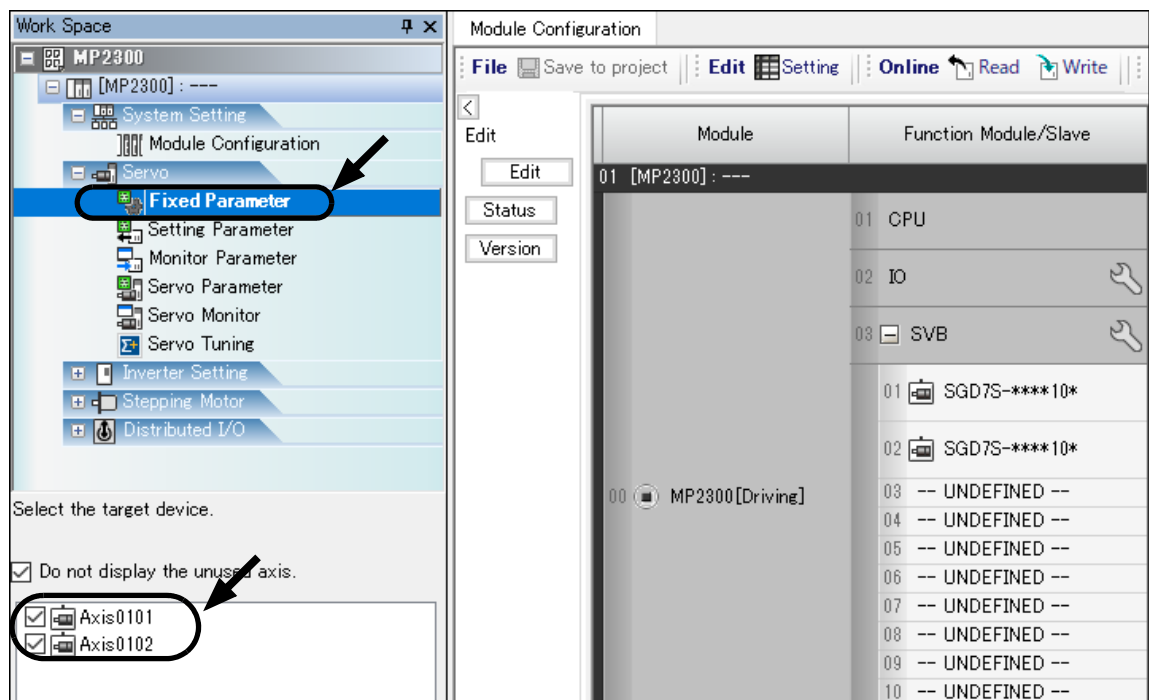 Work Space
MP2300
[MP2300] : ---
System Setting
Module Configuration
Servo
Fixed Parameter
Setting Parameter
Monitor Parameter
Servo Parameter
Servo Monitor
Servo Tuning
Inverter Setting
Stepping Motor
Distributed I/O
Select the target device.
Do not display the unused axis.
Axis0101
Axis0102
Module Configuration
File Save to project Edit Setting Online Read Write
Edit
Edit
Status
Version
Module Function Module/Slave
01 [MP2300] : ---
00 MP2300[Driving]
01 CPU
02 IO
03 SVB
01 SGD7S-****10*
02 SGD7S-****10*
03 -- UNDEFINED --
04 -- UNDEFINED --
05 -- UNDEFINED --
06 -- UNDEFINED --
07 -- UNDEFINED --
08 -- UNDEFINED --
09 -- UNDEFINED --
10 -- UNDEFINED --